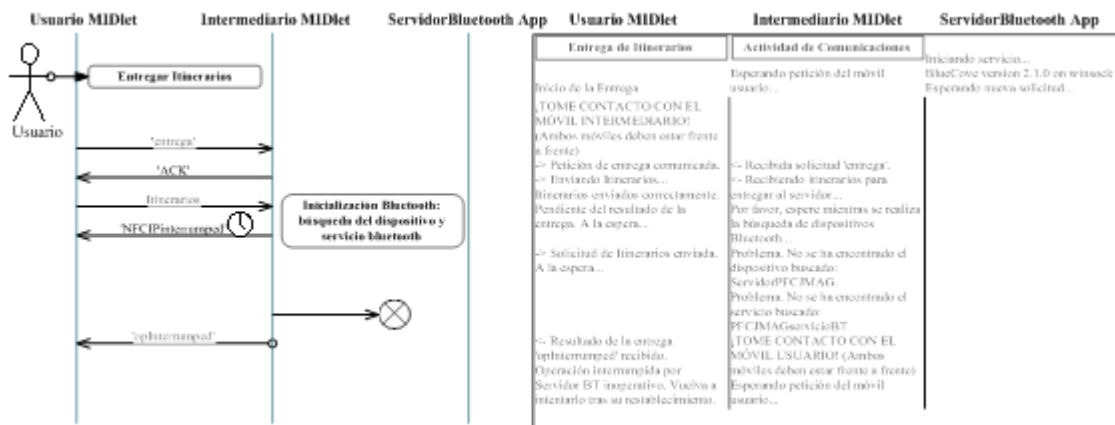 Usuario MIDlet
Intermediario MIDlet
ServidorBluetooth App
Entregar Itinerarios
Usuario
'entrega'
'ACK'
Itinerarios
Inicializacion Bluetooth:
búsqueda del dispositivo y
servicio bluetooth
'NFCIPinterrumped'
'opInterrumped'
Usuario MIDlet
Intermediario MIDlet
ServidorBluetooth App
Entrega de Itinerarios
Inicio de la Entrega
¡TOME CONTACTO CON EL
MÓVIL INTERMEDIARIO!
(Ambos móviles deben estar frente
a frente)
-> Petición de entrega comunicada.
-> Enviando Itinerarios...
Itinerarios enviados correctamente.
Pendiente del resultado de la
entrega. A la espera...
-> Solicitud de Itinerarios enviada.
A la espera...
<- Resultado de la entrega
'opInterrumped' recibido.
Operación interrumpida por
Servidor BT inoperativo. Vuelva a
intentarlo tras su restablecimiento.
Actividad de Comunicaciones
Esperando petición del móvil
usuario...
<- Recibida solicitud 'entrega'.
<- Recibiendo itinerarios para
entregar al servidor...
Por favor, espere mientras se realiza
la búsqueda de dispositivos
Bluetooth...
Problema. No se ha encontrado el
dispositivo buscado:
ServidorPFCJMAG.
Problema. No se ha encontrado el
servicio buscado:
PFCJMAGservicioBT.
¡TOME CONTACTO CON EL
MÓVIL USUARIO! (Ambos
móviles deben estar frente a frente)
Esperando petición del móvil
usuario...
Iniciando servicio...
BlueCove version 2.1.0 on winsock
Esperando nueva solicitud...